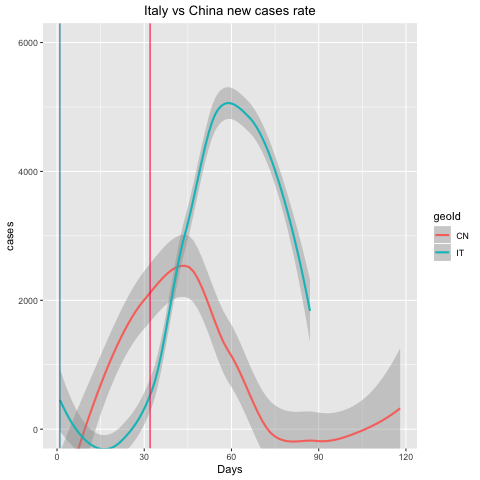 Italy vs China new cases rate
6000
4000
2000
0
cases
0 30 60 90 120
Days
geoId
CN
IT